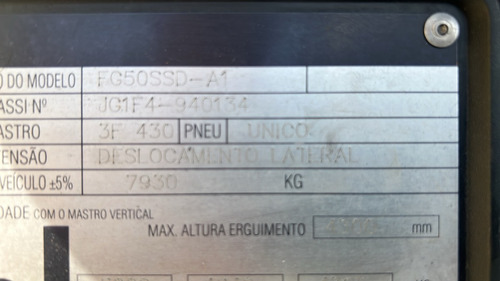 O DO MODELO FG50SSD-A1
ASSI Nº JG1F4-940134
ASTRO 3F 430 PNEU UNICO
ENSÃO DESLOCAMENTO LATERAL
VEÍCULO ±5% 7930 KG
DADE COM O MASTRO VERTICAL
MAX. ALTURA ERGUIMENTO mm